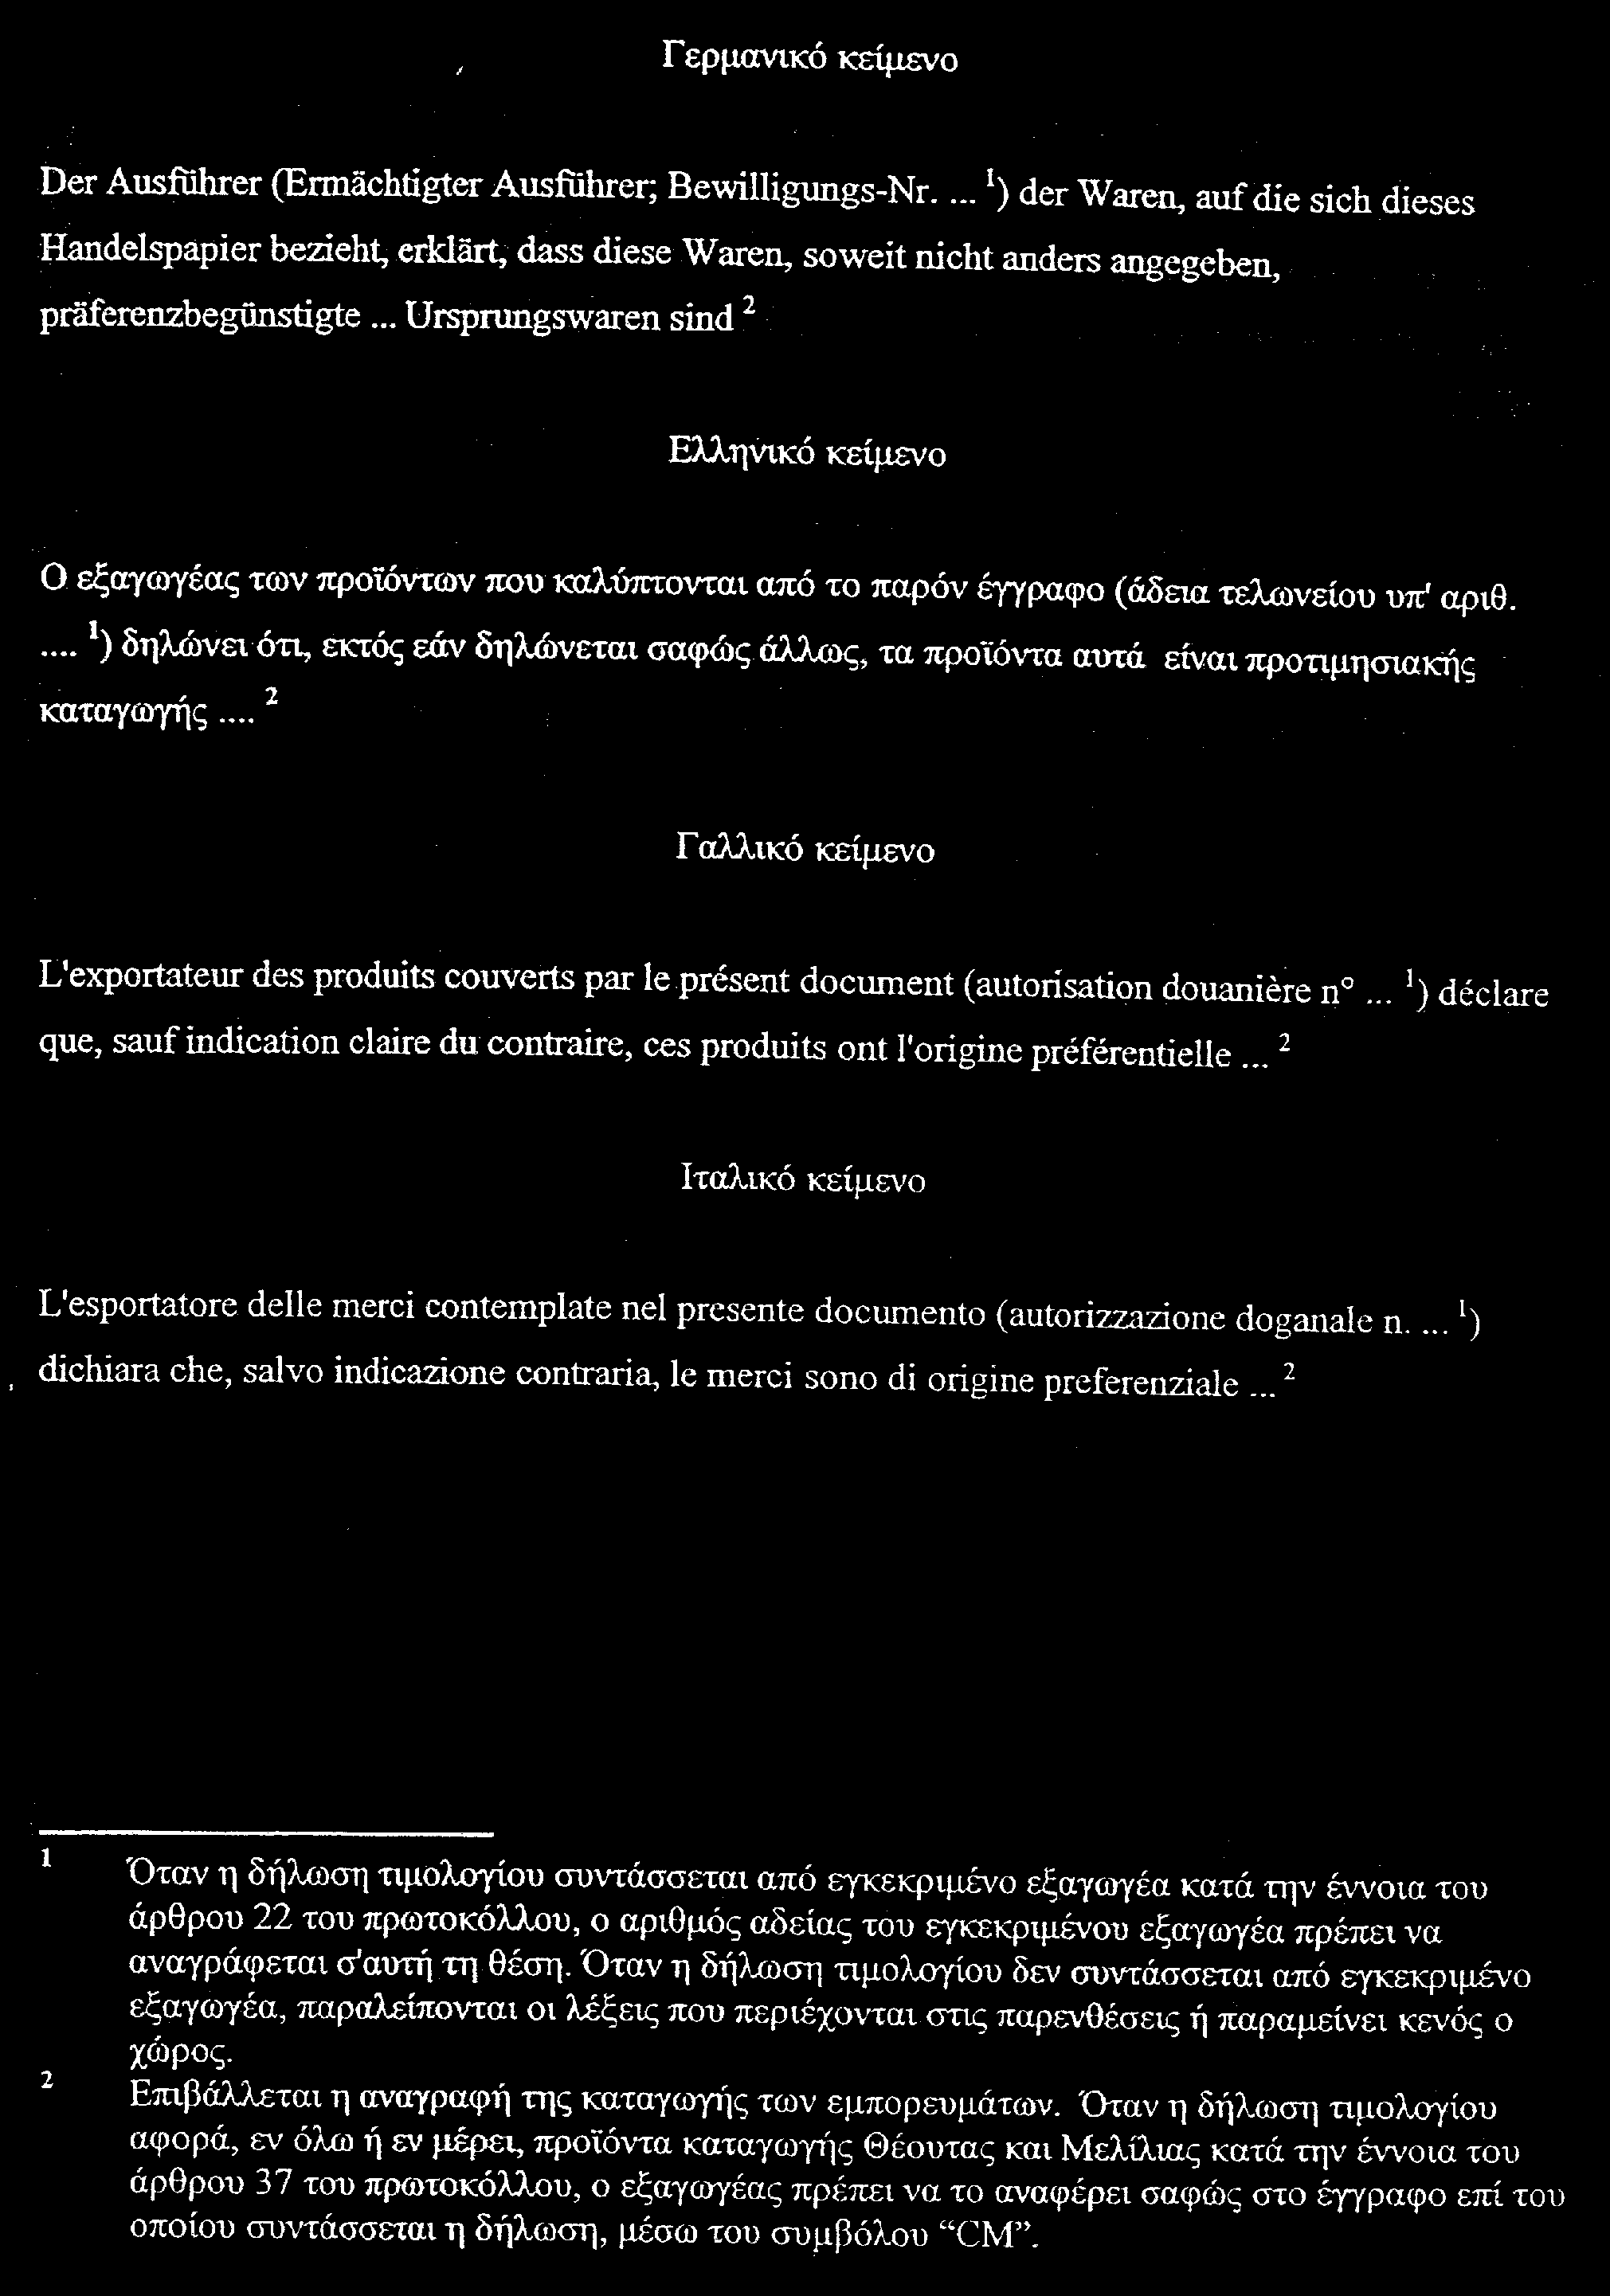 Γερμανικό κείμενο
Der Ausführer (Ermächtigter Ausführer; Bewilligungs-Nr. ... ¹) der Waren, auf die sich dieses
Handelspapier bezieht, erklärt, dass diese Waren, soweit nicht anders angegeben,
präferenzbegünstigte ... Ursprungswaren sind ²
Ελληνικό κείμενο
Ο εξαγωγέας των προϊόντων που καλύπτονται από το παρόν έγγραφο (άδεια τελωνείου υπ' αριθ.
.... ¹) δηλώνει ότι, εκτός εάν δηλώνεται σαφώς άλλως, τα προϊόντα αυτά είναι προτιμησιακής
καταγωγής .... ²
Γαλλικό κείμενο
L'exportateur des produits couverts par le présent document (autorisation douanière n° ... ¹) déclare
que, sauf indication claire du contraire, ces produits ont l'origine préférentielle ... ²
Ιταλικό κείμενο
L'esportatore delle merci contemplate nel presente documento (autorizzazione doganale n. ... ¹)
dichiara che, salvo indicazione contraria, le merci sono di origine preferenziale ... ²
1 Όταν η δήλωση τιμολογίου συντάσσεται από εγκεκριμένο εξαγωγέα κατά την έννοια του
άρθρου 22 του πρωτοκόλλου, ο αριθμός αδείας του εγκεκριμένου εξαγωγέα πρέπει να
αναγράφεται σ'αυτή τη θέση. Όταν η δήλωση τιμολογίου δεν συντάσσεται από εγκεκριμένο
εξαγωγέα, παραλείπονται οι λέξεις που περιέχονται στις παρενθέσεις ή παραμείνει κενός ο
χώρος.
2 Επιβάλλεται η αναγραφή της καταγωγής των εμπορευμάτων. Όταν η δήλωση τιμολογίου
αφορά, εν όλω ή εν μέρει, προϊόντα καταγωγής Θέουτας και Μελίλιας κατά την έννοια του
άρθρου 37 του πρωτοκόλλου, ο εξαγωγέας πρέπει να το αναφέρει σαφώς στο έγγραφο επί του
οποίου συντάσσεται η δήλωση, μέσω του συμβόλου “CM”.